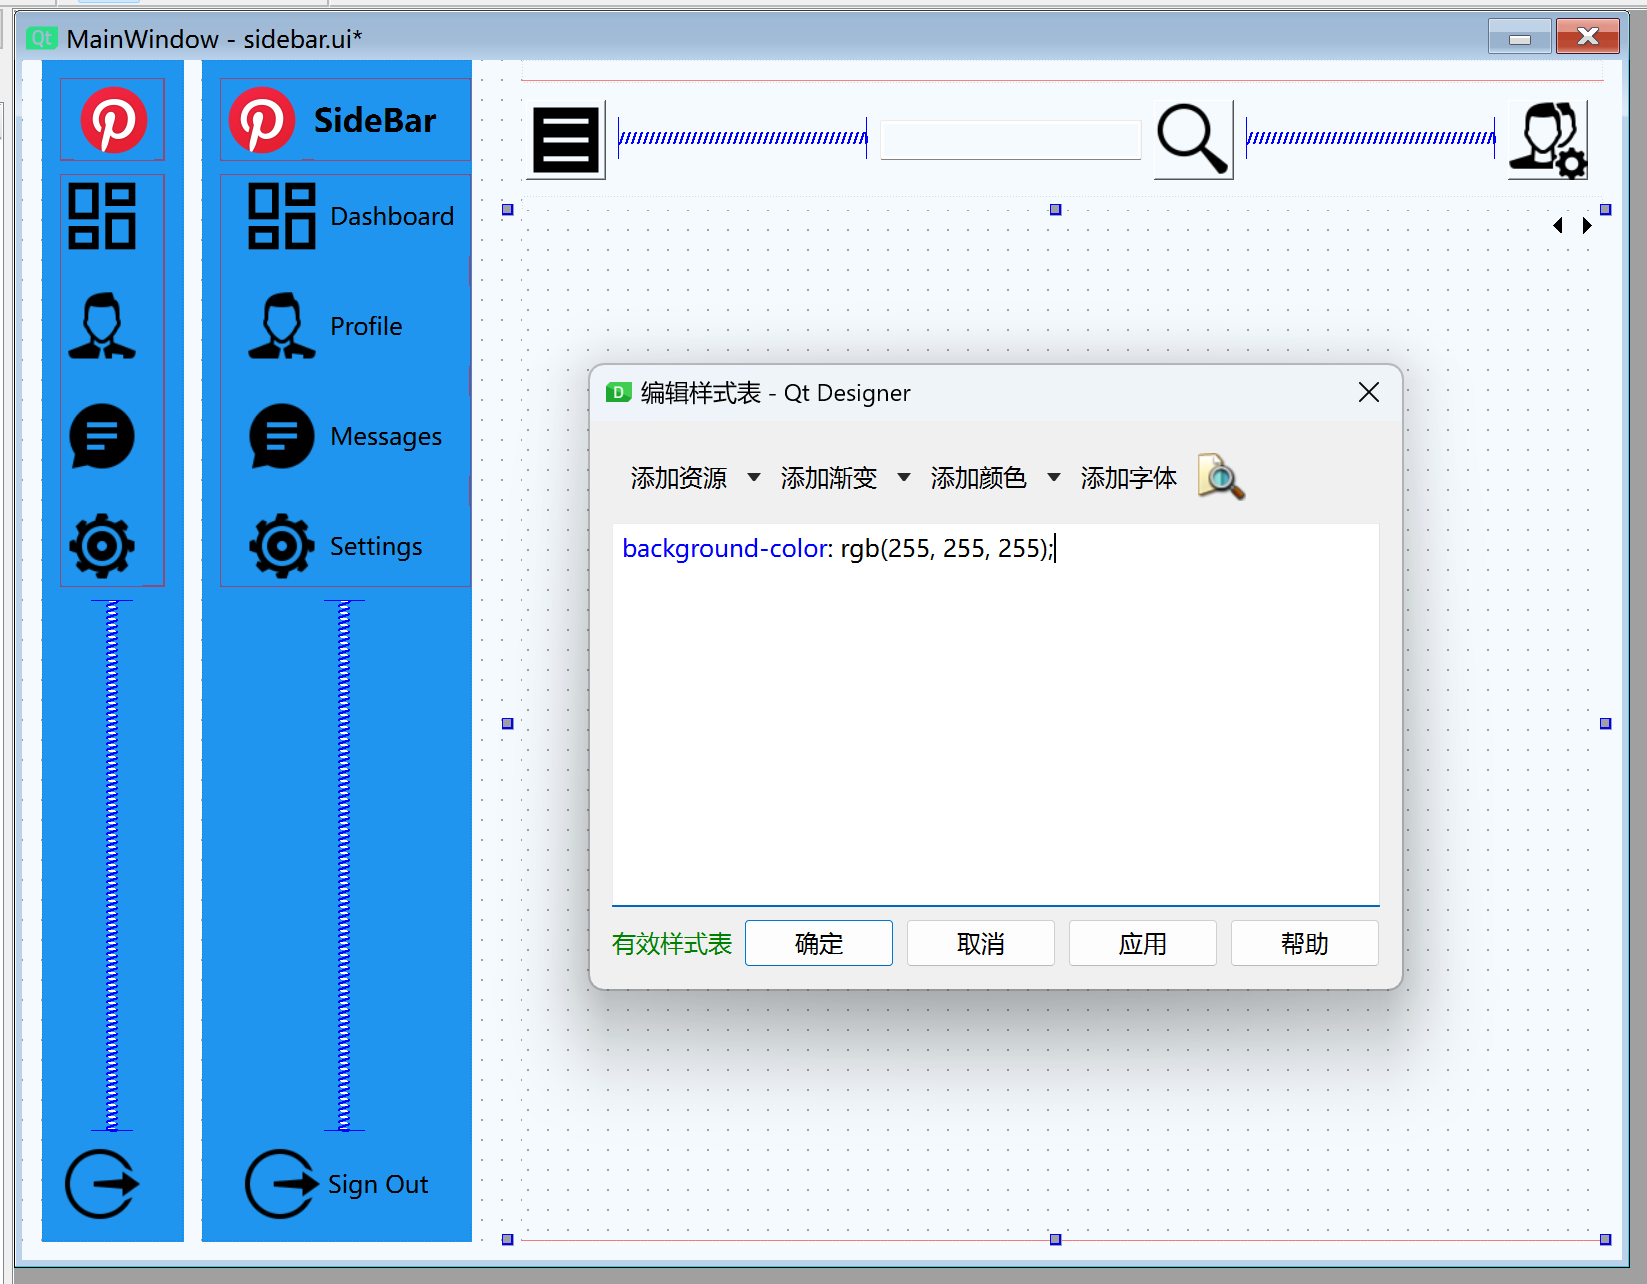 Qt MainWindow - sidebar.ui*
SideBar
Dashboard
Profile
Messages
Settings
Sign Out
D 编辑样式表 - Qt Designer
添加资源 添加渐变 添加颜色 添加字体
background-color: rgb(255, 255, 255);
有效样式表 确定 取消 应用 帮助